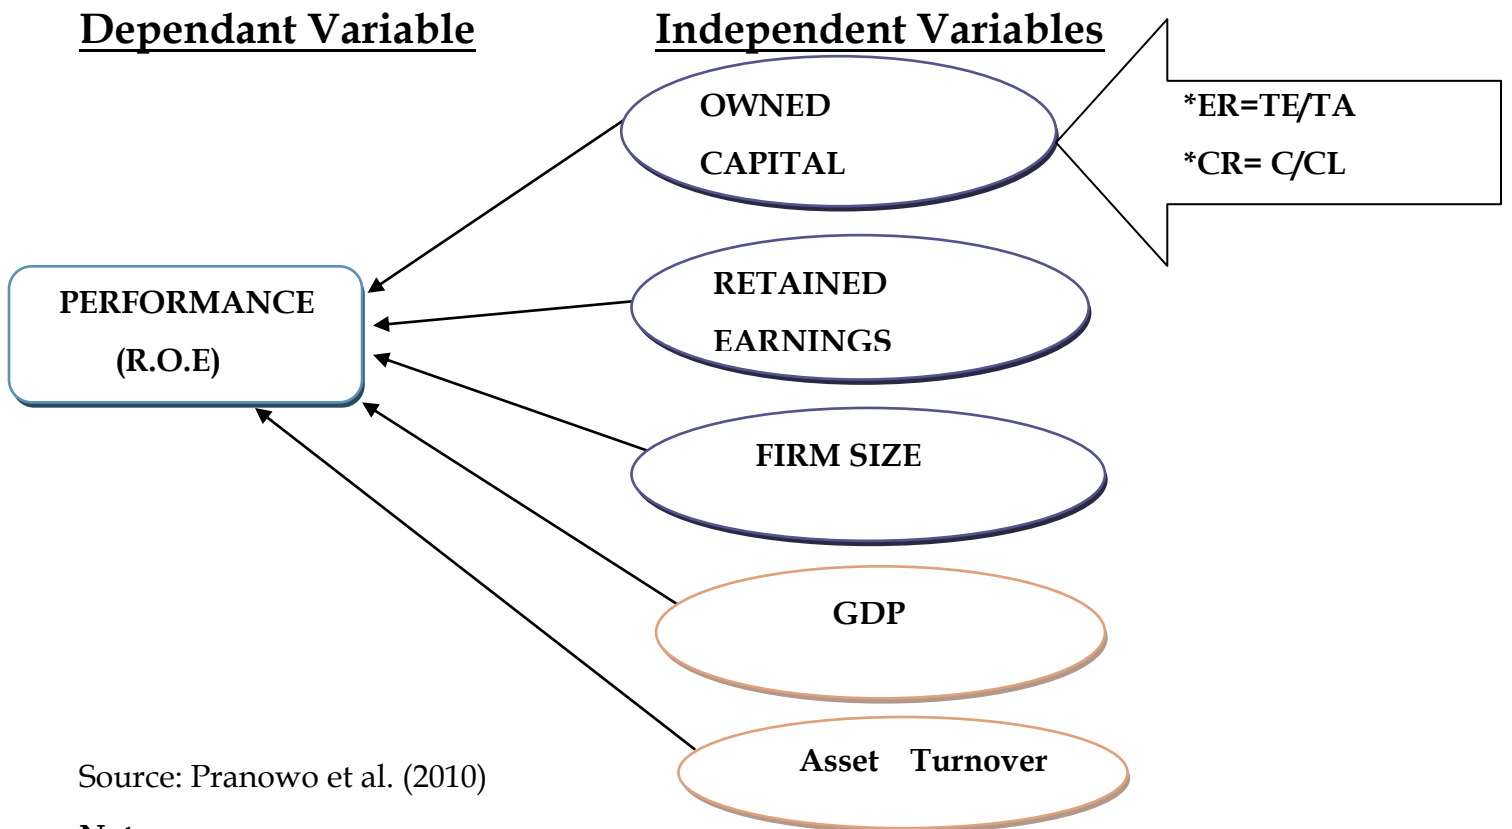 Dependant Variable
Independent Variables
OWNED
CAPITAL
*ER=TE/TA
*CR= C/CL
RETAINED
EARNINGS
PERFORMANCE
(R.O.E)
FIRM SIZE
GDP
Asset Turnover
Source: Pranowo et al. (2010)